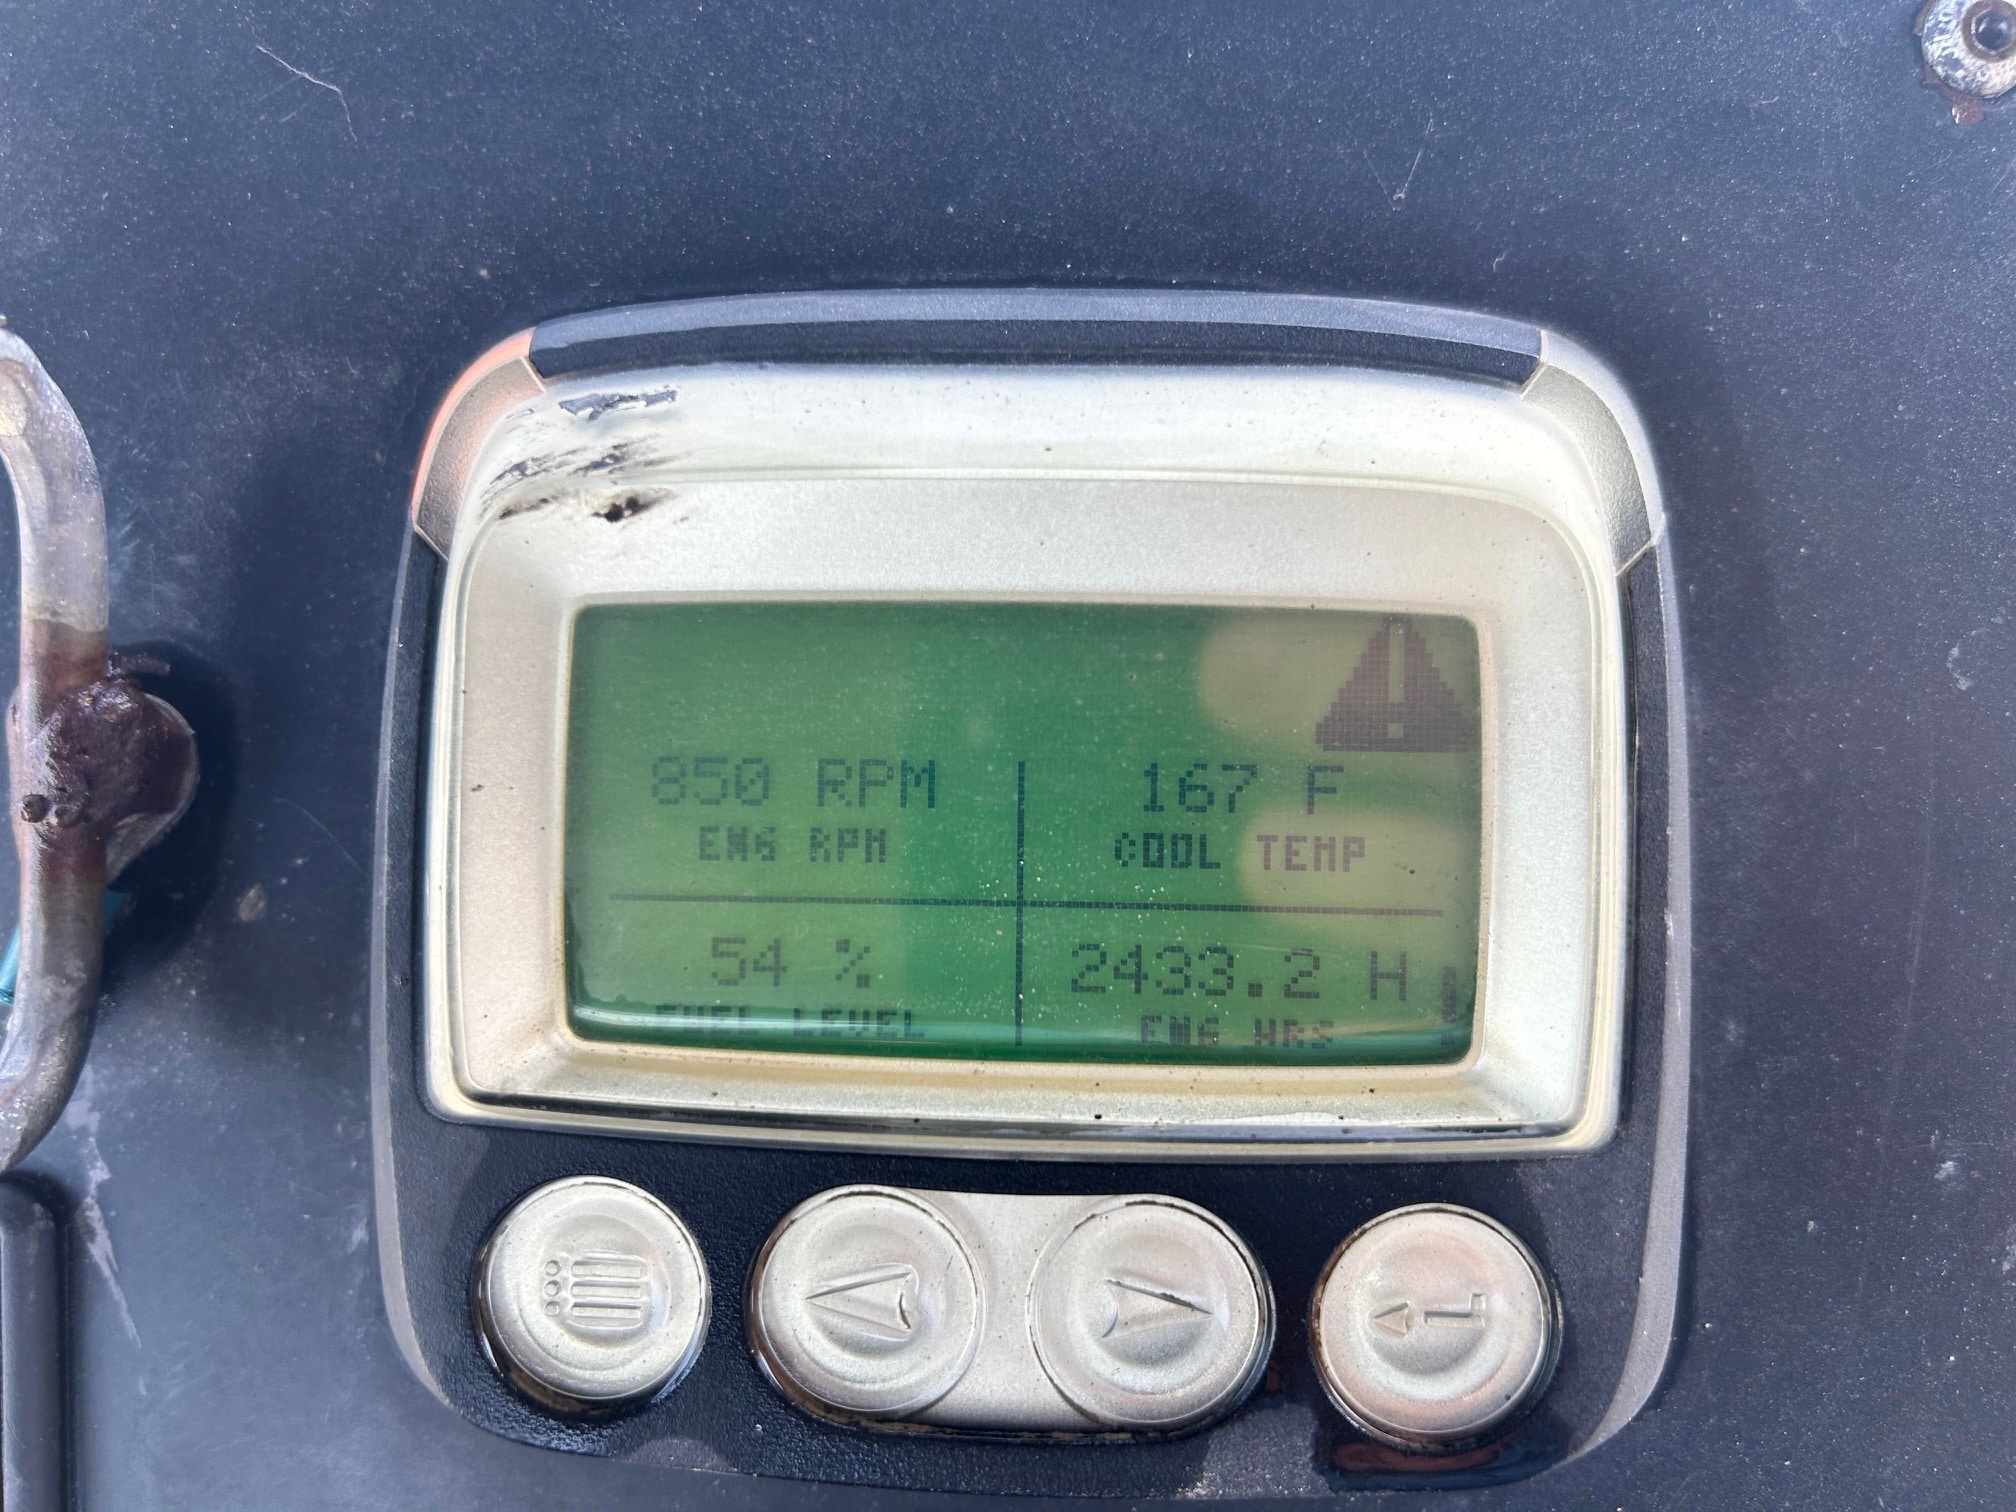 850 RPM
ENG RPM
167 F
COOL TEMP
54 %
FUEL LEVEL
2433.2 H
ENG HRS